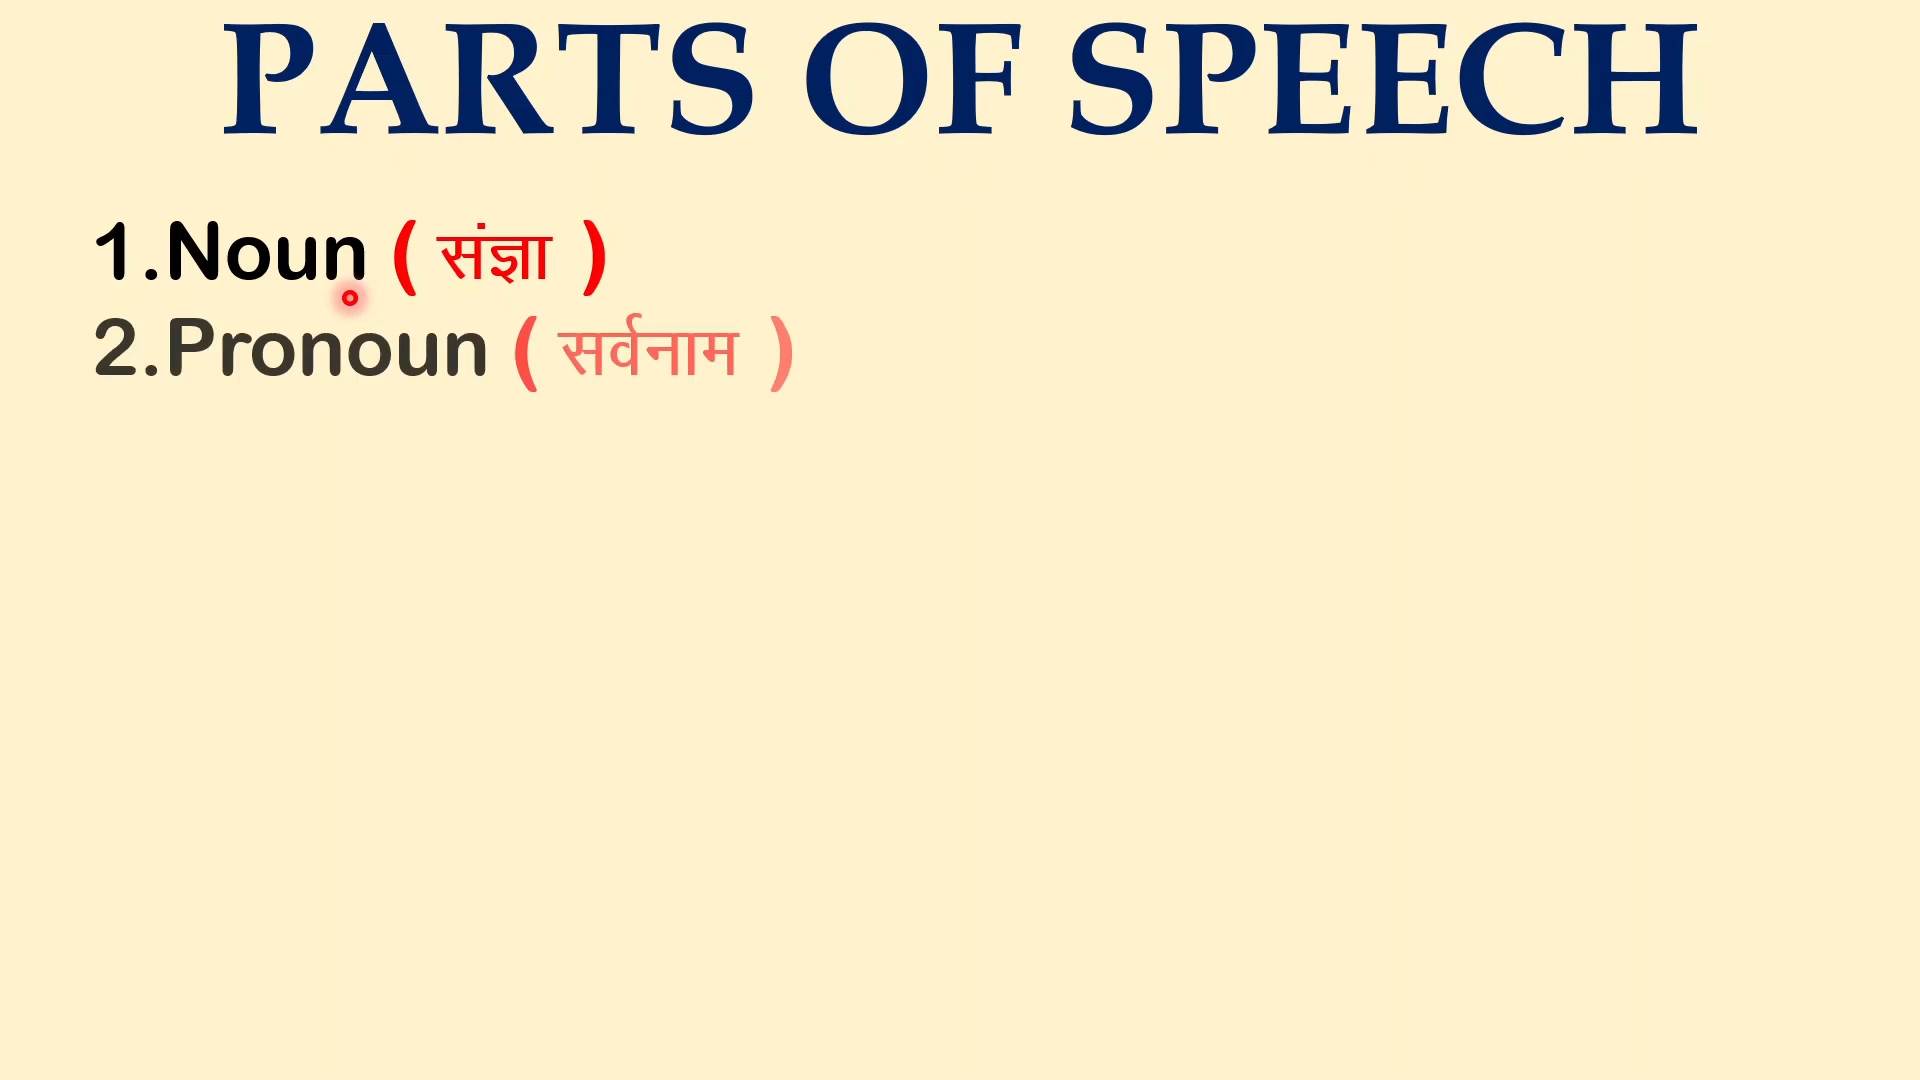 PARTS OF SPEECH
1.Noun ( संज्ञा )
2.Pronoun ( सर्वनाम )